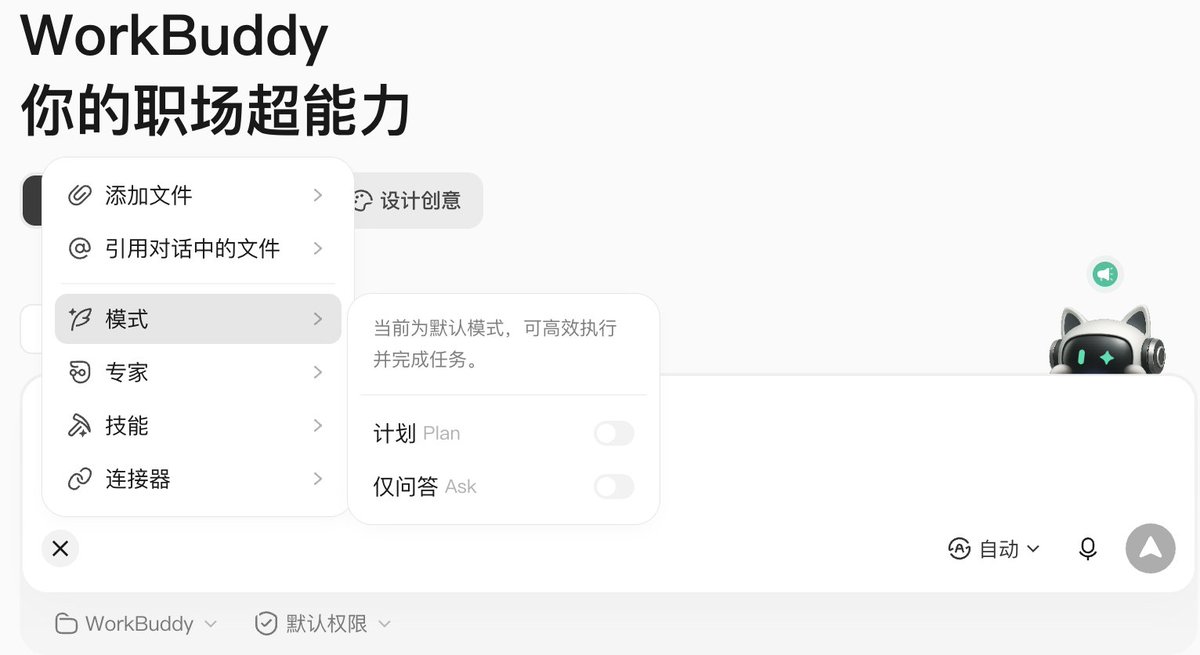 WorkBuddy
你的职场超能力
设计创意
添加文件
@ 引用对话中的文件
模式
专家
技能
连接器
当前为默认模式，可高效执行
并完成任务。
计划 Plan
仅问答 Ask
自动
WorkBuddy
默认权限